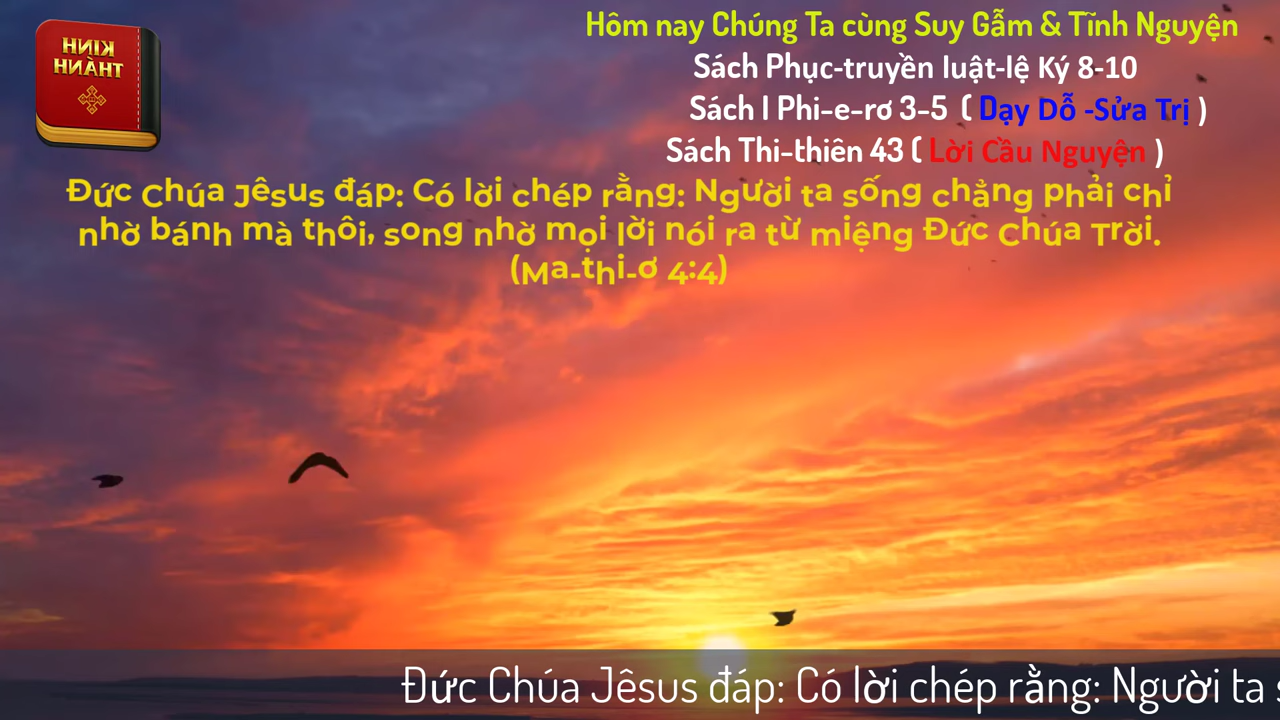 KINH
THÀNH
Hôm nay Chúng Ta cùng Suy Gẫm & Tĩnh Nguyện
Sách Phục-truyền luật-lệ Ký 8-10
Sách I Phi-e-rơ 3-5 ( Dạy Dỗ -Sửa Trị )
Sách Thi-thiên 43 ( Lời Cầu Nguyện )
Đức Chúa Jêsus đáp: Có lời chép rằng: Người ta sống chẳng phải chỉ
nhờ bánh mà thôi, song nhờ mọi lời nói ra từ miệng Đức Chúa Trời.
(Ma-thi-ơ 4:4)
Đức Chúa Jêsus đáp: Có lời chép rằng: Người ta